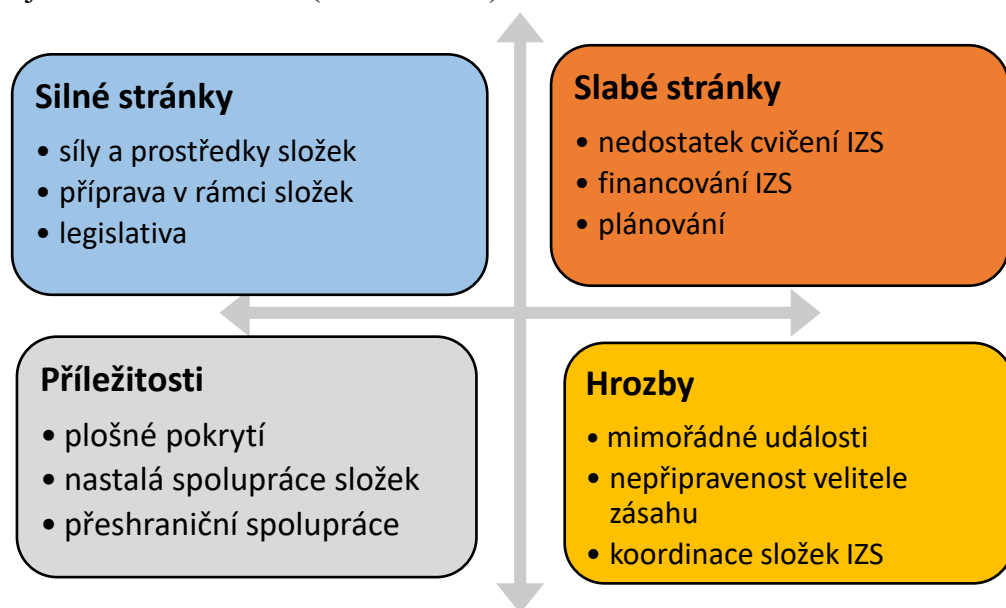 Silné stránky
• síly a prostředky složek
• příprava v rámci složek
• legislativa
Slabé stránky
• nedostatek cvičení IZS
• financování IZS
• plánování
Příležitosti
• plošné pokrytí
• nastalá spolupráce složek
• přeshraniční spolupráce
Hrozby
• mimořádné události
• nepřipravenost velitele
zásahu
• koordinace složek IZS